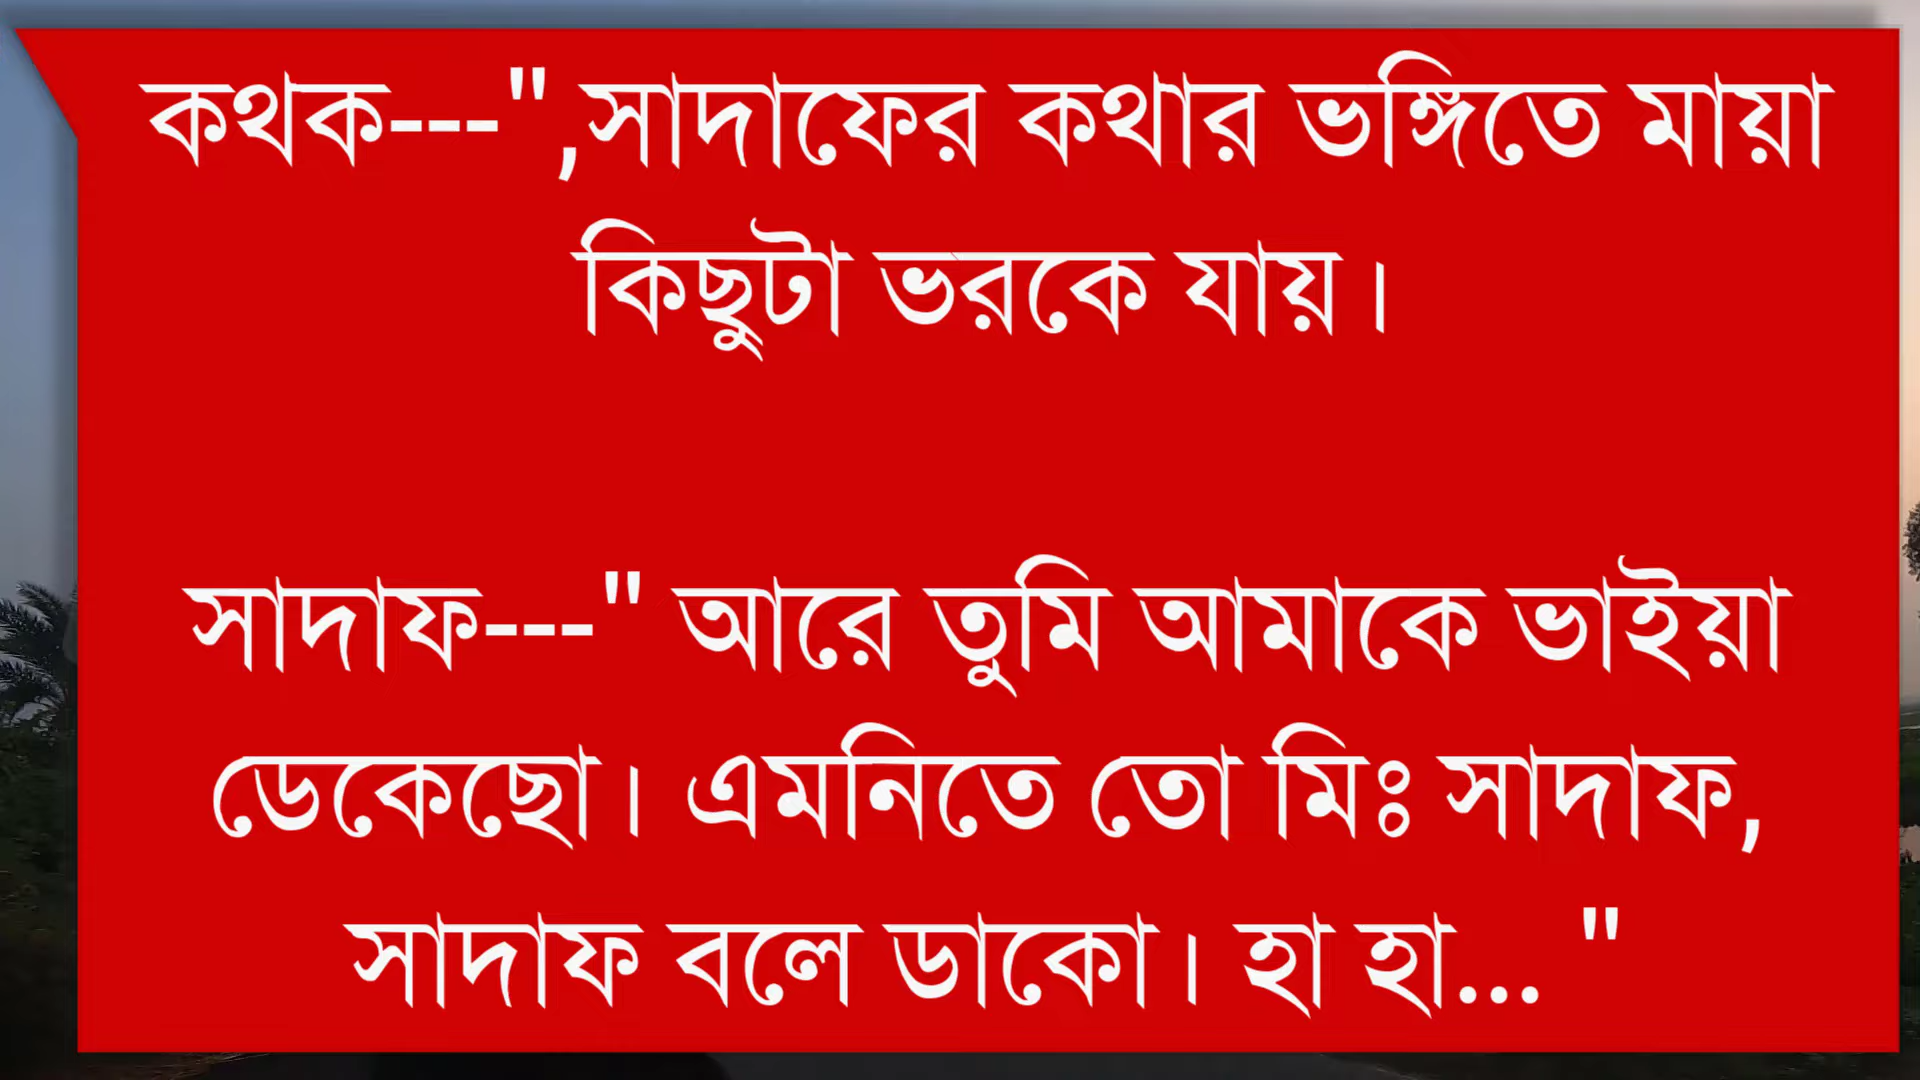 কথক---",সাদাফের কথার ভঙ্গিতে মায়া
কিছুটা ভরকে যায়।
সাদাফ---" আরে তুমি আমাকে ভাইয়া
ডেকেছো। এমনিতে তো মিঃ সাদাফ,
সাদাফ বলে ডাকো। হা হা... "